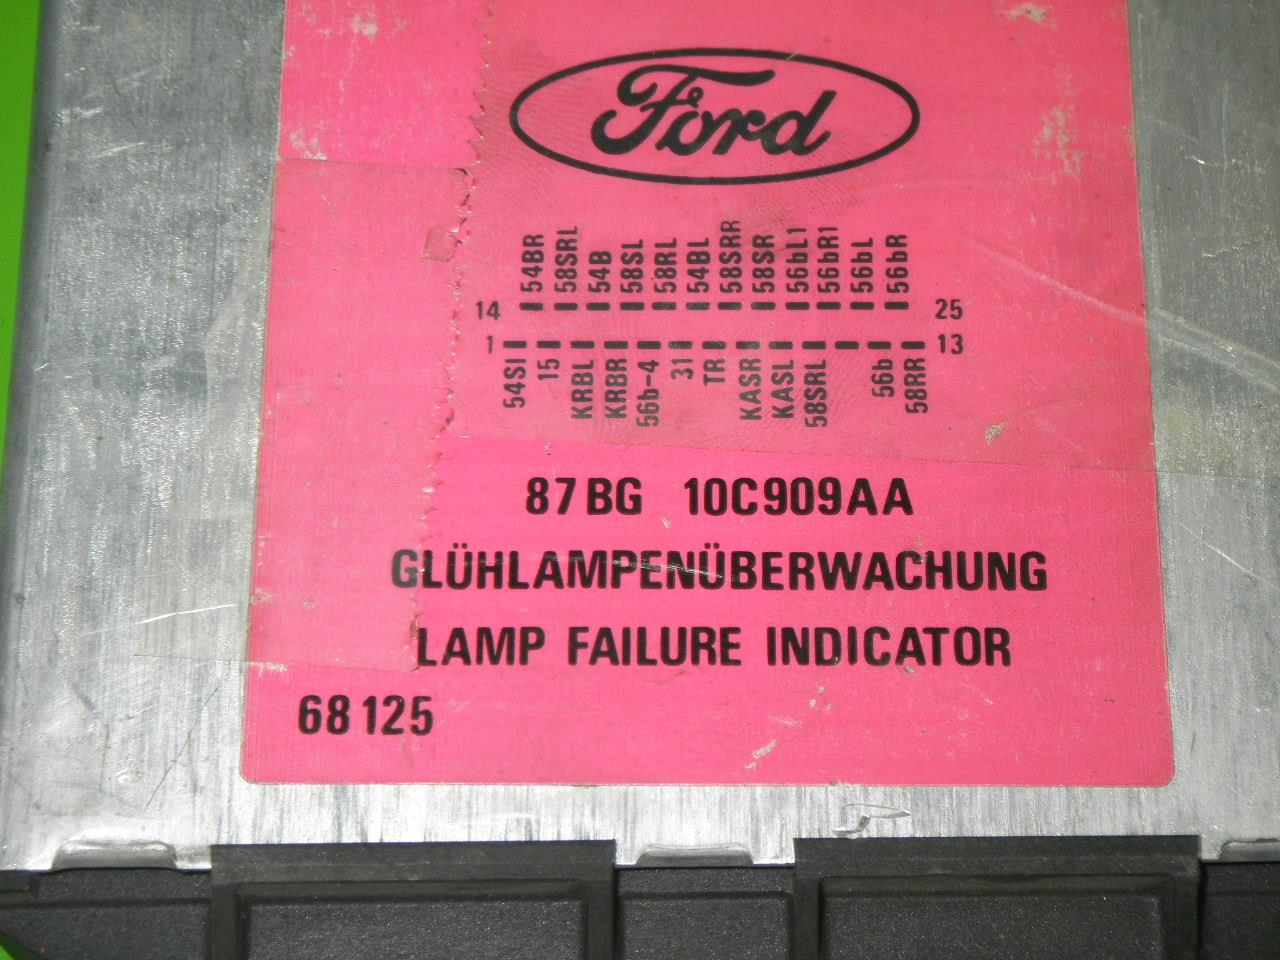 Ford
54BR 58SRL 54B 58SL 58RL 54BL 58SRR 58SR 56bL1 56bR1 56bL 56bR
14 25
1 13
54SI 15 KRBL KRBR 56b-4 31 TR KASR KASL 58SRL 56b 58RR
87BG 10C909AA
GLÜHLAMPENÜBERWACHUNG
LAMP FAILURE INDICATOR
68125